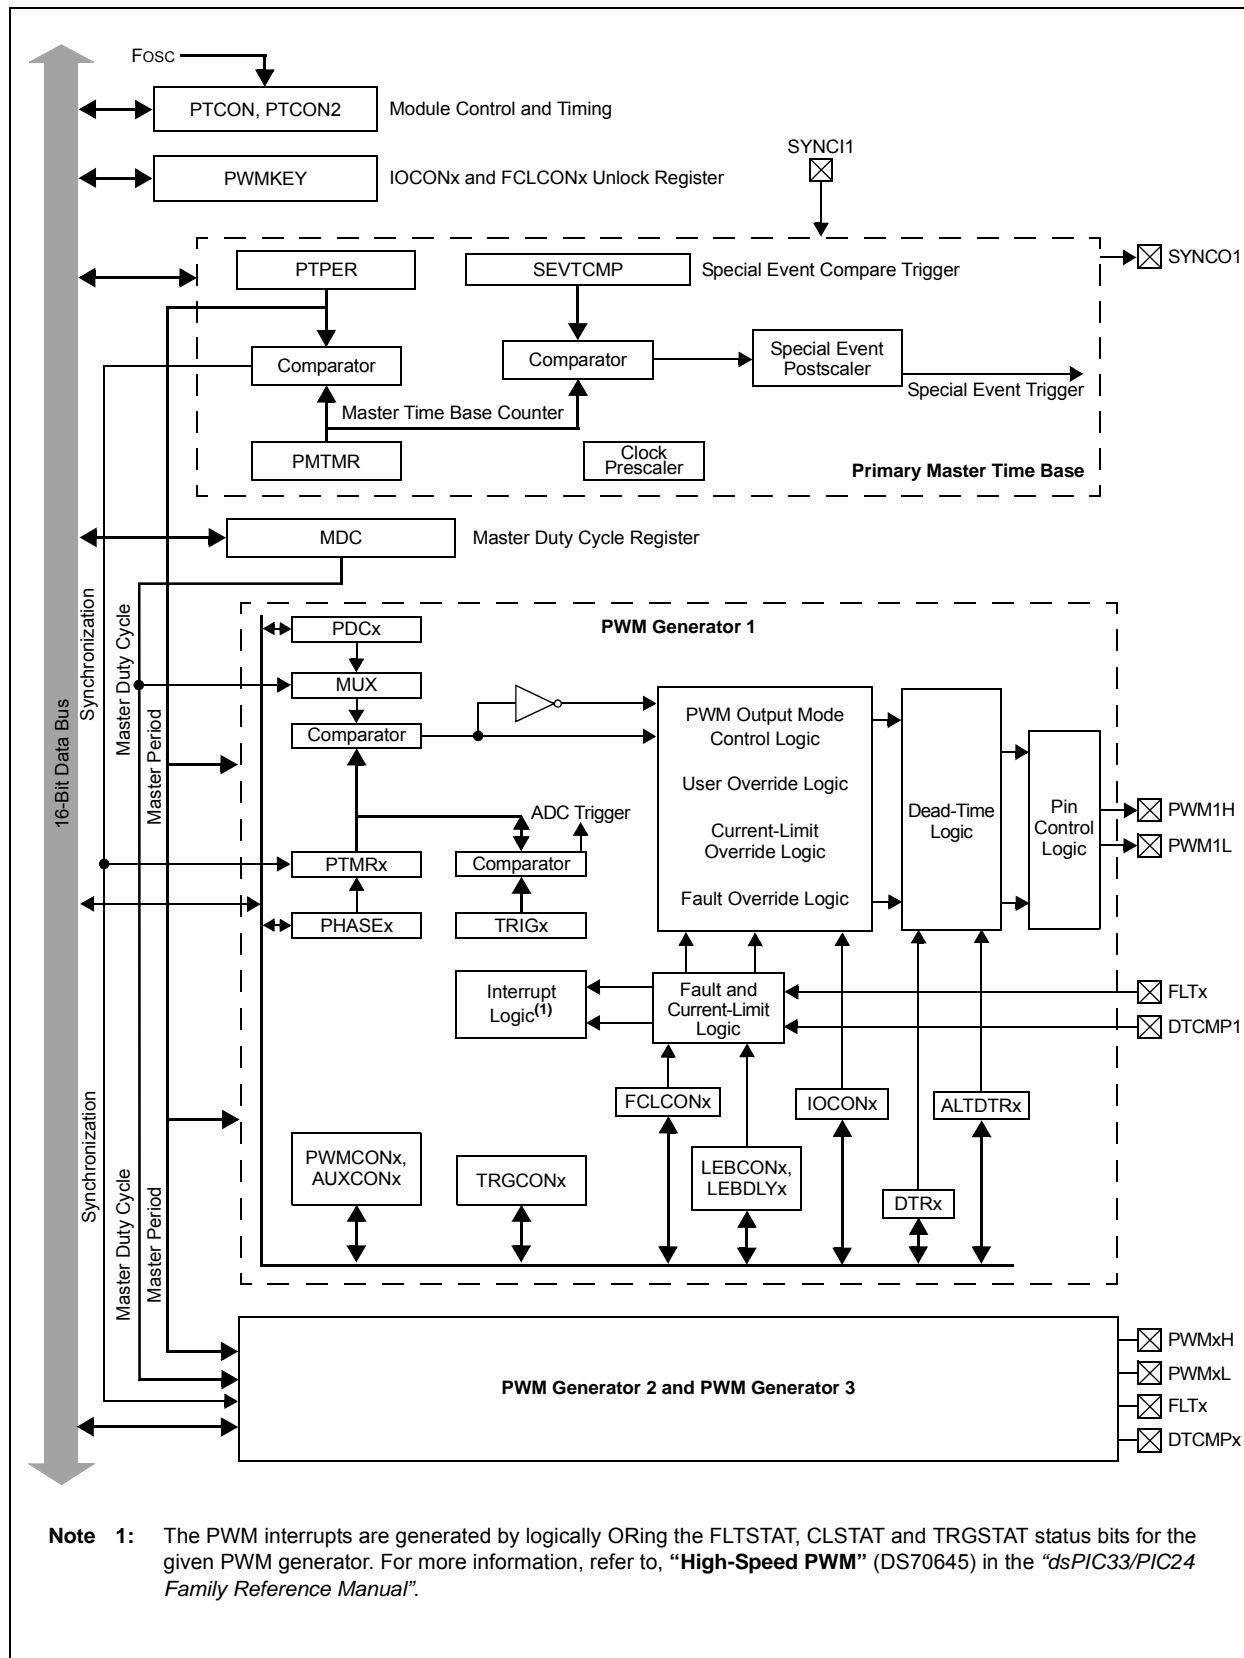 FOSC
PTCON, PTCON2
Module Control and Timing
SYNCI1
PWMKEY
IOCONx and FCLCONx Unlock Register
SYNCO1
PTPER
SEVTCMP
Special Event Compare Trigger
Comparator
Comparator
Special Event
Postscaler
Special Event Trigger
Master Time Base Counter
PMTMR
Clock
Prescaler
Primary Master Time Base
MDC
Master Duty Cycle Register
16-Bit Data Bus
Synchronization
Master Duty Cycle
Master Period
PWM Generator 1
PDCx
MUX
Comparator
PWM Output Mode
Control Logic
User Override Logic
Current-Limit
Override Logic
Fault Override Logic
Dead-Time
Logic
Pin
Control
Logic
PWM1H
PWM1L
ADC Trigger
PTMRx
Comparator
PHASEx
TRIGx
Interrupt
Logic(1)
Fault and
Current-Limit
Logic
FLTx
DTCMP1
FCLCONx
IOCONx
ALTDTRx
PWMCONx,
AUXCONx
TRGCONx
LEBCONx,
LEBDLYx
DTRx
Synchronization
Master Duty Cycle
Master Period
PWM Generator 2 and PWM Generator 3
PWMxH
PWMxL
FLTx
DTCMPx
Note 1: The PWM interrupts are generated by logically ORing the FLTSTAT, CLSTAT and TRGSTAT status bits for the
given PWM generator. For more information, refer to, “High-Speed PWM” (DS70645) in the “dsPIC33/PIC24
Family Reference Manual”.